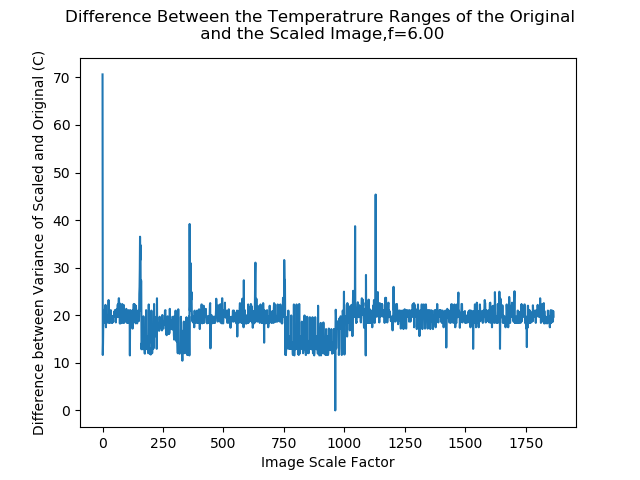 Difference Between the Temperatrure Ranges of the Original
and the Scaled Image,f=6.00
Difference between Variance of Scaled and Original (C)
70
60
50
40
30
20
10
0
0 250 500 750 1000 1250 1500 1750
Image Scale Factor